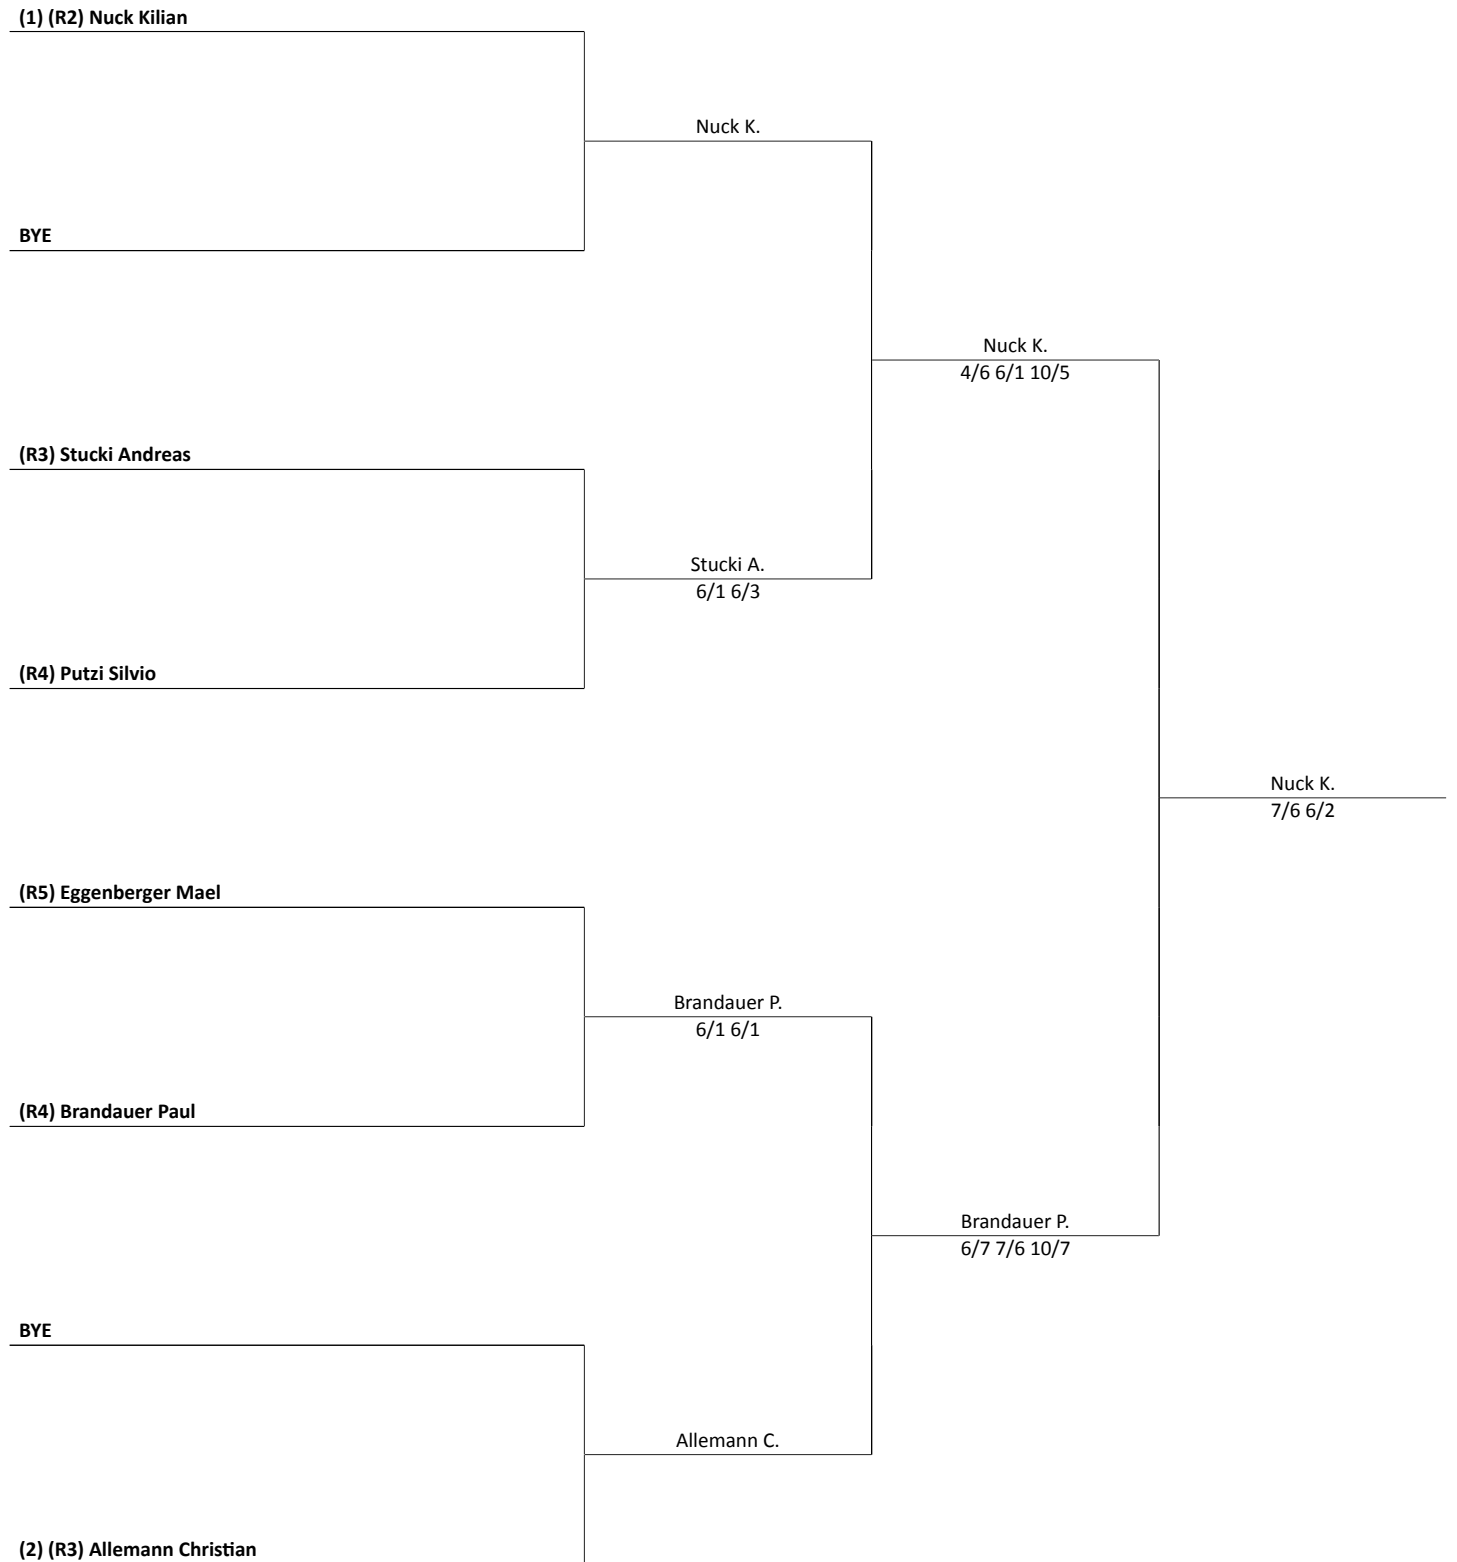 (1) (R2) Nuck Kilian
Nuck K.
BYE
Nuck K.
4/6 6/1 10/5
(R3) Stucki Andreas
Stucki A.
6/1 6/3
(R4) Putzi Silvio
Nuck K.
7/6 6/2
(R5) Eggenberger Mael
Brandauer P.
6/1 6/1
(R4) Brandauer Paul
Brandauer P.
6/7 7/6 10/7
BYE
Allemann C.
(2) (R3) Allemann Christian